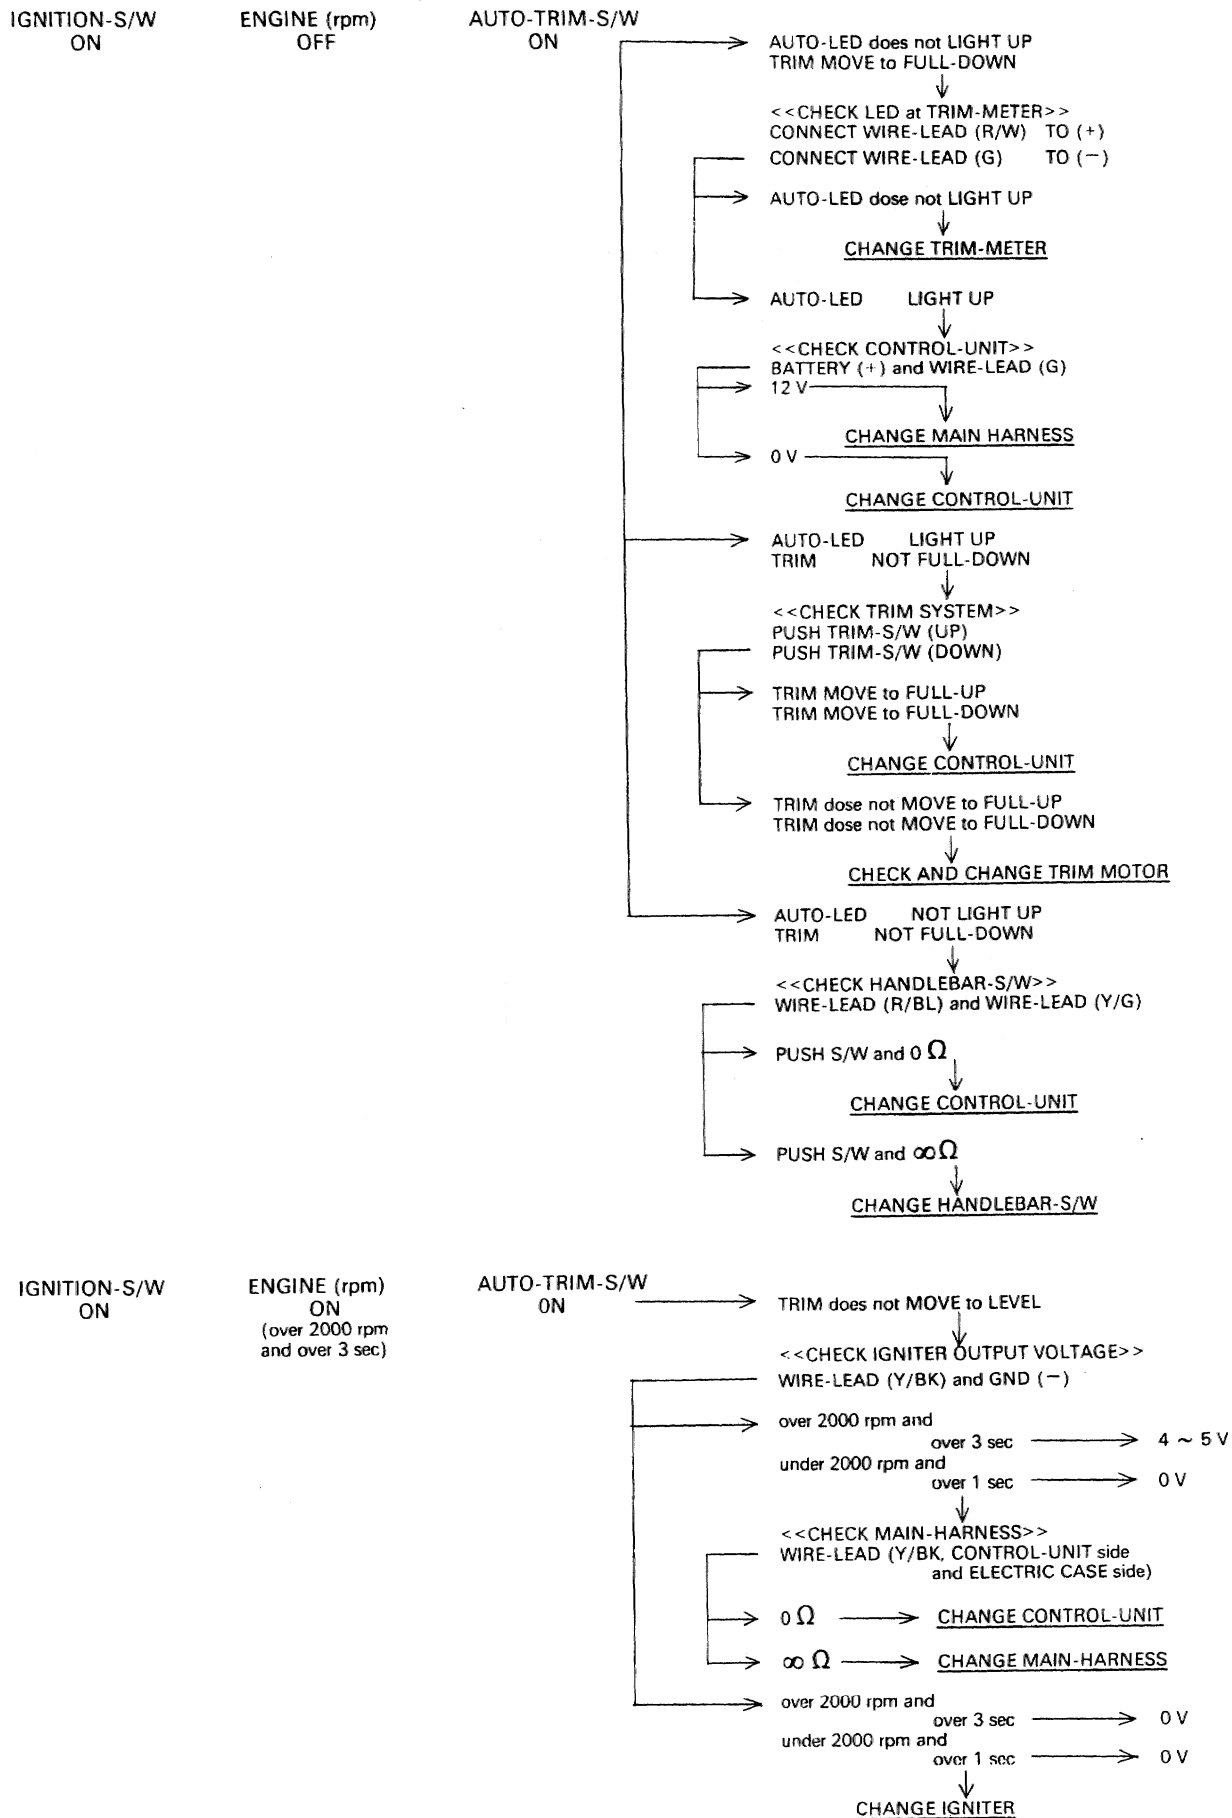 IGNITION-S/W ENGINE (rpm) AUTO-TRIM-S/W
ON OFF ON
AUTO-LED does not LIGHT UP
TRIM MOVE to FULL-DOWN
<<CHECK LED at TRIM-METER>>
CONNECT WIRE-LEAD (R/W) TO (+)
CONNECT WIRE-LEAD (G) TO (−)
AUTO-LED dose not LIGHT UP
CHANGE TRIM-METER
AUTO-LED LIGHT UP
<<CHECK CONTROL-UNIT>>
BATTERY (+) and WIRE-LEAD (G)
12 V
CHANGE MAIN HARNESS
0 V
CHANGE CONTROL-UNIT
AUTO-LED LIGHT UP
TRIM NOT FULL-DOWN
<<CHECK TRIM SYSTEM>>
PUSH TRIM-S/W (UP)
PUSH TRIM-S/W (DOWN)
TRIM MOVE to FULL-UP
TRIM MOVE to FULL-DOWN
CHANGE CONTROL-UNIT
TRIM dose not MOVE to FULL-UP
TRIM dose not MOVE to FULL-DOWN
CHECK AND CHANGE TRIM MOTOR
AUTO-LED NOT LIGHT UP
TRIM NOT FULL-DOWN
<<CHECK HANDLEBAR-S/W>>
WIRE-LEAD (R/BL) and WIRE-LEAD (Y/G)
PUSH S/W and 0 Ω
CHANGE CONTROL-UNIT
PUSH S/W and ∞ Ω
CHANGE HANDLEBAR-S/W
IGNITION-S/W ENGINE (rpm) AUTO-TRIM-S/W
ON ON ON
(over 2000 rpm
and over 3 sec)
TRIM does not MOVE to LEVEL
<<CHECK IGNITER OUTPUT VOLTAGE>>
WIRE-LEAD (Y/BK) and GND (−)
over 2000 rpm and
over 3 sec 4 ~ 5 V
under 2000 rpm and
over 1 sec 0 V
<<CHECK MAIN-HARNESS>>
WIRE-LEAD (Y/BK, CONTROL-UNIT side
and ELECTRIC CASE side)
0 Ω CHANGE CONTROL-UNIT
∞ Ω CHANGE MAIN-HARNESS
over 2000 rpm and
over 3 sec 0 V
under 2000 rpm and
over 1 sec 0 V
CHANGE IGNITER